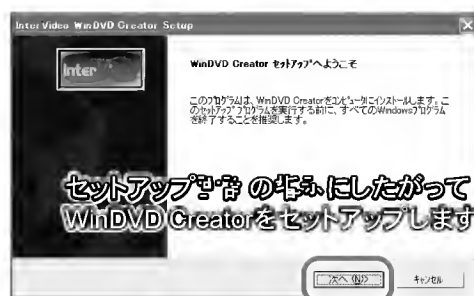 InterVideo WinDVD Creator Setup
Inter
WinDVD Creator セットアップへようこそ
このプログラムは、WinDVD Creatorをコンピュータにインストールします。こ
のセットアップ プログラムを実行する前に、すべてのWindowsプログラム
を終了することを推奨します。
セットアップ の指示にしたがって
WinDVD Creatorをセットアップします
次へ(N)
キャンセル